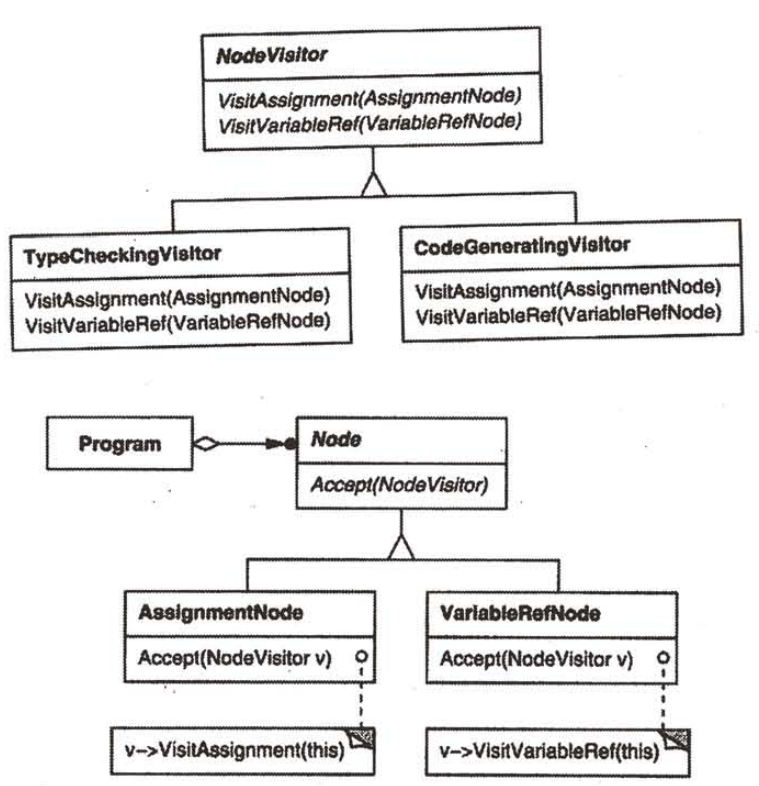 NodeVisitor
VisitAssignment(AssignmentNode)
VisitVariableRef(VariableRefNode)
TypeCheckingVisitor
VisitAssignment(AssignmentNode)
VisitVariableRef(VariableRefNode)
CodeGeneratingVisitor
VisitAssignment(AssignmentNode)
VisitVariableRef(VariableRefNode)
Program
Node
Accept(NodeVisitor)
AssignmentNode
Accept(NodeVisitor v)
v->VisitAssignment(this)
VariableRefNode
Accept(NodeVisitor v)
v->VisitVariableRef(this)